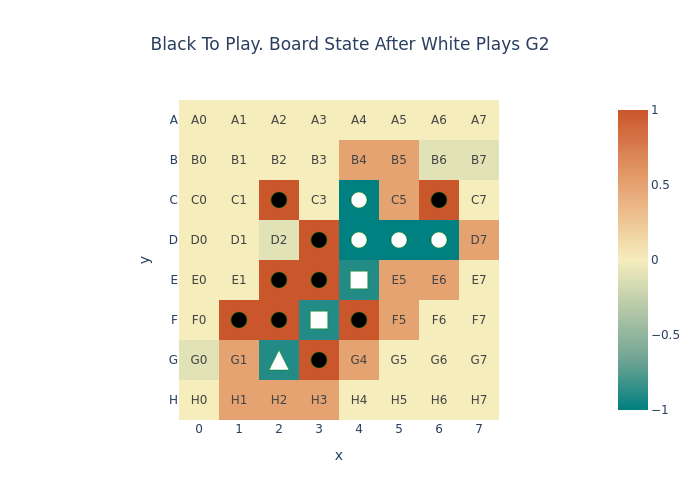 Black To Play. Board State After White Plays G2
A A0 A1 A2 A3 A4 A5 A6 A7
B B0 B1 B2 B3 B4 B5 B6 B7
C C0 C1 C3 C5 C7
D D0 D1 D2 D7
E E0 E1 E5 E6 E7
F F0 F5 F6 F7
G G0 G1 G4 G5 G6 G7
H H0 H1 H2 H3 H4 H5 H6 H7
0 1 2 3 4 5 6 7
x
y
1
0.5
0
−0.5
−1